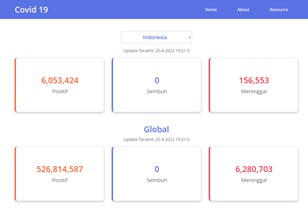 Covid 19
Home About Resource
Indonesia
Update Terakhir 25-4-2022 19:21:5
6,053,424 0 156,553
Positif Sembuh Meninggal
Global
Update Terakhir 25-4-2022 19:21:5
526,814,587 0 6,280,703
Positif Sembuh Meninggal